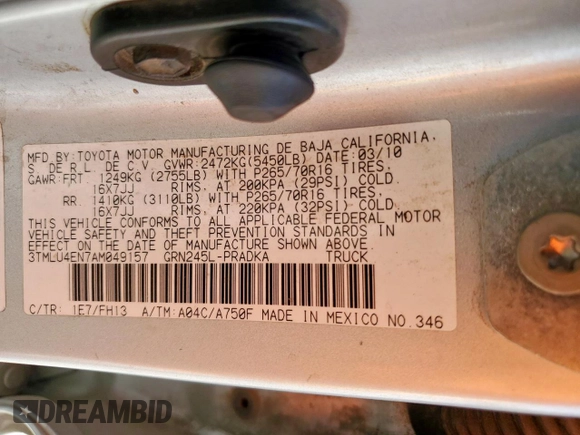 MFD.BY:TOYOTA MOTOR MANUFACTURING DE BAJA CALIFORNIA,
S. DE R.L. DE C.V. GVWR:2472KG(5450LB) DATE:03/10
GAWR:FRT. 1249KG (2755LB) WITH P265/70R16 TIRES.
16X7JJ RIMS. AT 200KPA (29PSI) COLD.
RR. 1410KG (3110LB) WITH P265/70R16 TIRES.
16X7JJ RIMS. AT 220KPA (32PSI) COLD.
THIS VEHICLE CONFORMS TO ALL APPLICABLE FEDERAL MOTOR
VEHICLE SAFETY AND THEFT PREVENTION STANDARDS IN
EFFECT ON THE DATE OF MANUFACTURE SHOWN ABOVE.
3TMLU4EN7AM049157 GRN245L-PRADKA TRUCK
C/TR: 1E7/FH13 A/TM:A04C/A750F MADE IN MEXICO NO.346
DREAMBID